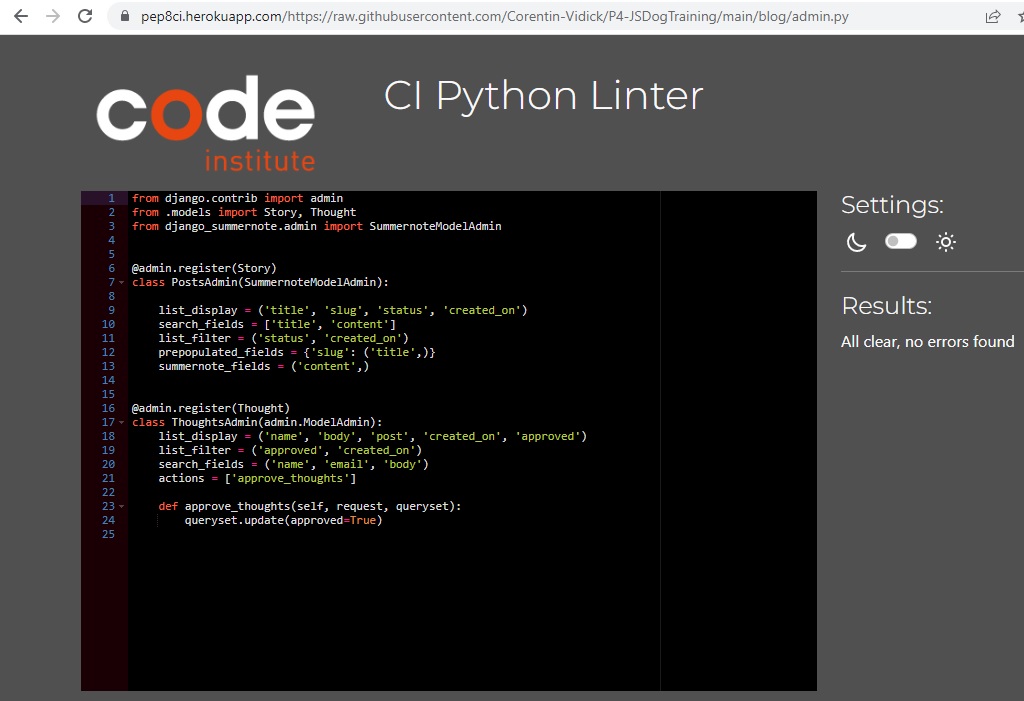 pep8ci.herokuapp.com/https://raw.githubusercontent.com/Corentin-Vidick/P4-JSDogTraining/main/blog/admin.py
code
institute
CI Python Linter
1 from django.contrib import admin
2 from .models import Story, Thought
3 from django_summernote.admin import SummernoteModelAdmin
4
5
6 @admin.register(Story)
7 class PostsAdmin(SummernoteModelAdmin):
8
9     list_display = ('title', 'slug', 'status', 'created_on')
10     search_fields = ['title', 'content']
11     list_filter = ('status', 'created_on')
12     prepopulated_fields = {'slug': ('title',)}
13     summernote_fields = ('content',)
14
15
16 @admin.register(Thought)
17 class ThoughtsAdmin(admin.ModelAdmin):
18     list_display = ('name', 'body', 'post', 'created_on', 'approved')
19     list_filter = ('approved', 'created_on')
20     search_fields = ('name', 'email', 'body')
21     actions = ['approve_thoughts']
22
23     def approve_thoughts(self, request, queryset):
24         queryset.update(approved=True)
25
Settings:
Results:
All clear, no errors found